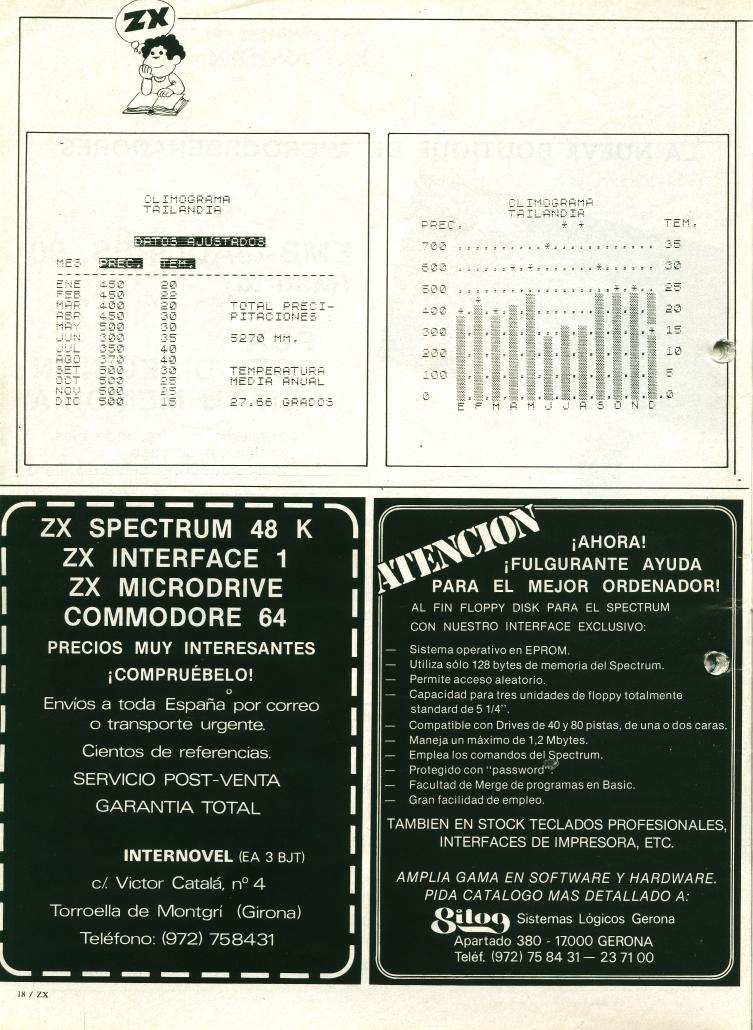 ZX
CLIMOGRAMA
TAILANDIA
DATOS AJUSTADOS
MES. PREC. TEM.
ENE 450 20
FEB 450 22
MAR 400 20 TOTAL PRECI-
ABR 450 30 PITACIONES :
MAY 500 30
JUN 300 35 5270 MM.
JUL 350 40
AGO 370 40
SET 500 30 TEMPERATURA
OCT 500 25 MEDIA ANUAL
NOV 500 25
DIC 500 15 27.66 GRADOS
CLIMOGRAMA
TAILANDIA
PREC. * * TEM.
700 35
600 30
500 25
400 20
300 15
200 10
100 5
.0 .0
E F M A M J J A S O N D
ZX SPECTRUM 48 K
ZX INTERFACE 1
ZX MICRODRIVE
COMMODORE 64
PRECIOS MUY INTERESANTES
¡COMPRUÉBELO!
Envíos a toda España por correo
o transporte urgente.
Cientos de referencias.
SERVICIO POST-VENTA
GARANTIA TOTAL
INTERNOVEL (EA 3 BJT)
c/. Victor Catalá, nº 4
Torroella de Montgrí (Girona)
Teléfono: (972) 758431
ATENCION
¡AHORA!
¡FULGURANTE AYUDA
PARA EL MEJOR ORDENADOR!
AL FIN FLOPPY DISK PARA EL SPECTRUM
CON NUESTRO INTERFACE EXCLUSIVO:
— Sistema operativo en EPROM.
— Utiliza sólo 128 bytes de memoria del Spectrum.
— Permite acceso aleatorio.
— Capacidad para tres unidades de floppy totalmente
standard de 5 1/4''.
— Compatible con Drives de 40 y 80 pistas, de una o dos caras.
— Maneja un máximo de 1,2 Mbytes.
— Emplea los comandos del Spectrum.
— Protegido con "password".
— Facultad de Merge de programas en Basic.
— Gran facilidad de empleo.
TAMBIEN EN STOCK TECLADOS PROFESIONALES,
INTERFACES DE IMPRESORA, ETC.
AMPLIA GAMA EN SOFTWARE Y HARDWARE.
PIDA CATALOGO MAS DETALLADO A:
Silog Sistemas Lógicos Gerona
Apartado 380 - 17000 GERONA
Teléf. (972) 75 84 31 — 23 71 00
18 / ZX